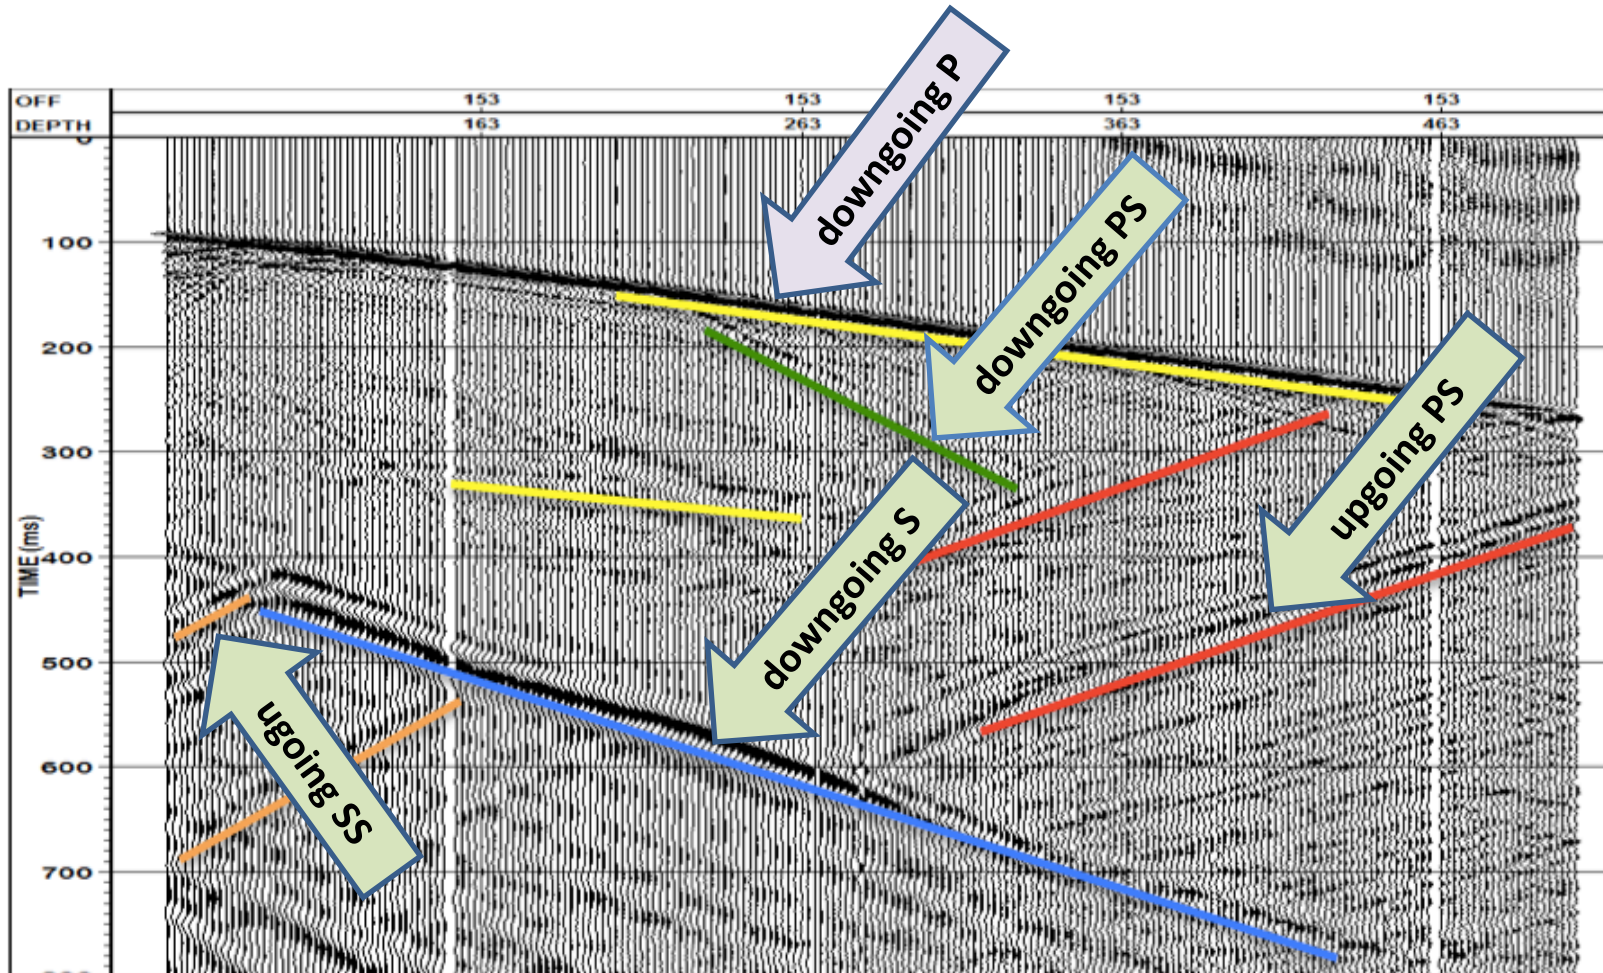 OFF 153 153 153 153
DEPTH 163 263 363 463
0
100
200
300
400
500
600
700
TIME (ms)
downgoing P
downgoing PS
upgoing PS
downgoing S
ugoing SS